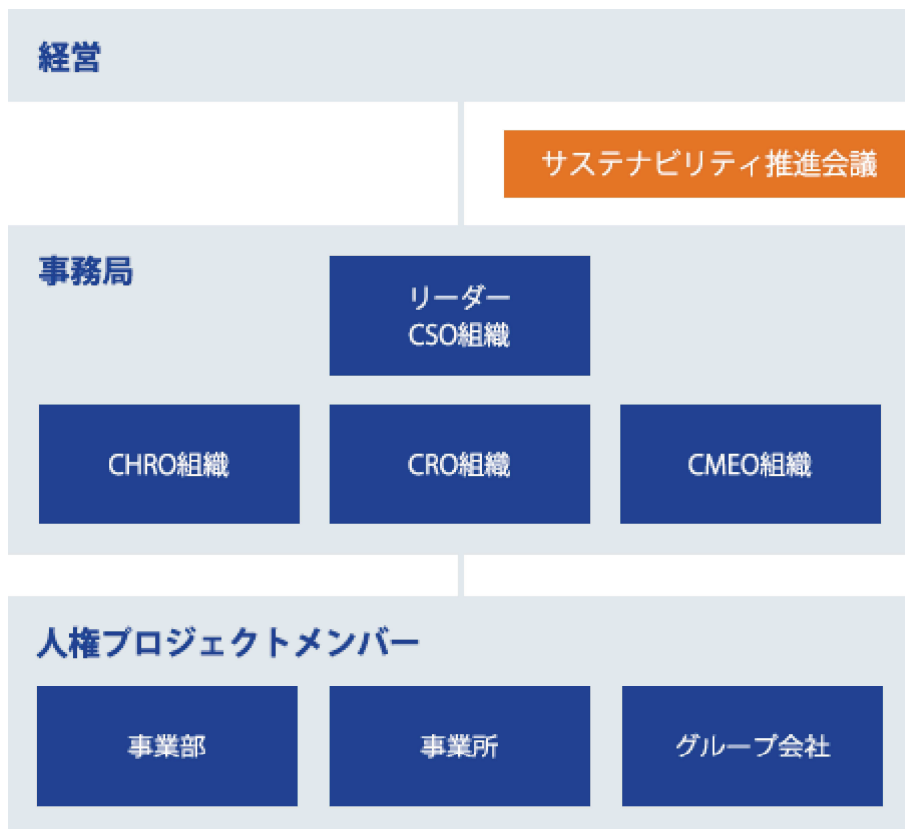 経営
サステナビリティ推進会議
事務局
リーダー
CSO組織
CHRO組織
CRO組織
CMEO組織
人権プロジェクトメンバー
事業部
事業所
グループ会社